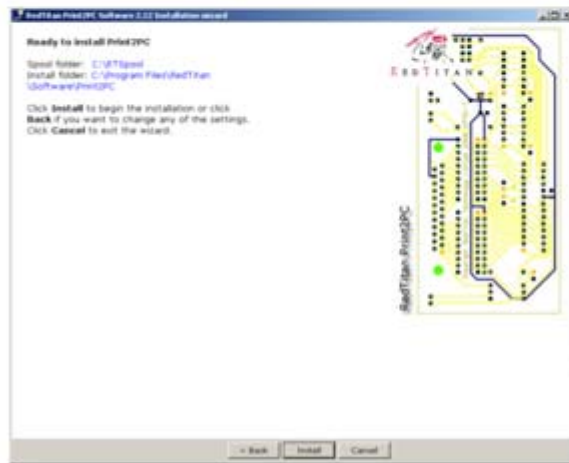 RedTitan Print2PC Software 2.12 Installation wizard
Ready to install Print2PC
Spool folder: C:\RTSpool
Install folder: C:\Program Files\RedTitan
\Software\Print2PC
Click Install to begin the installation or click
Back if you want to change any of the settings.
Click Cancel to exit the wizard.
REDTITAN
RedTitan Print2PC
< Back
Install
Cancel